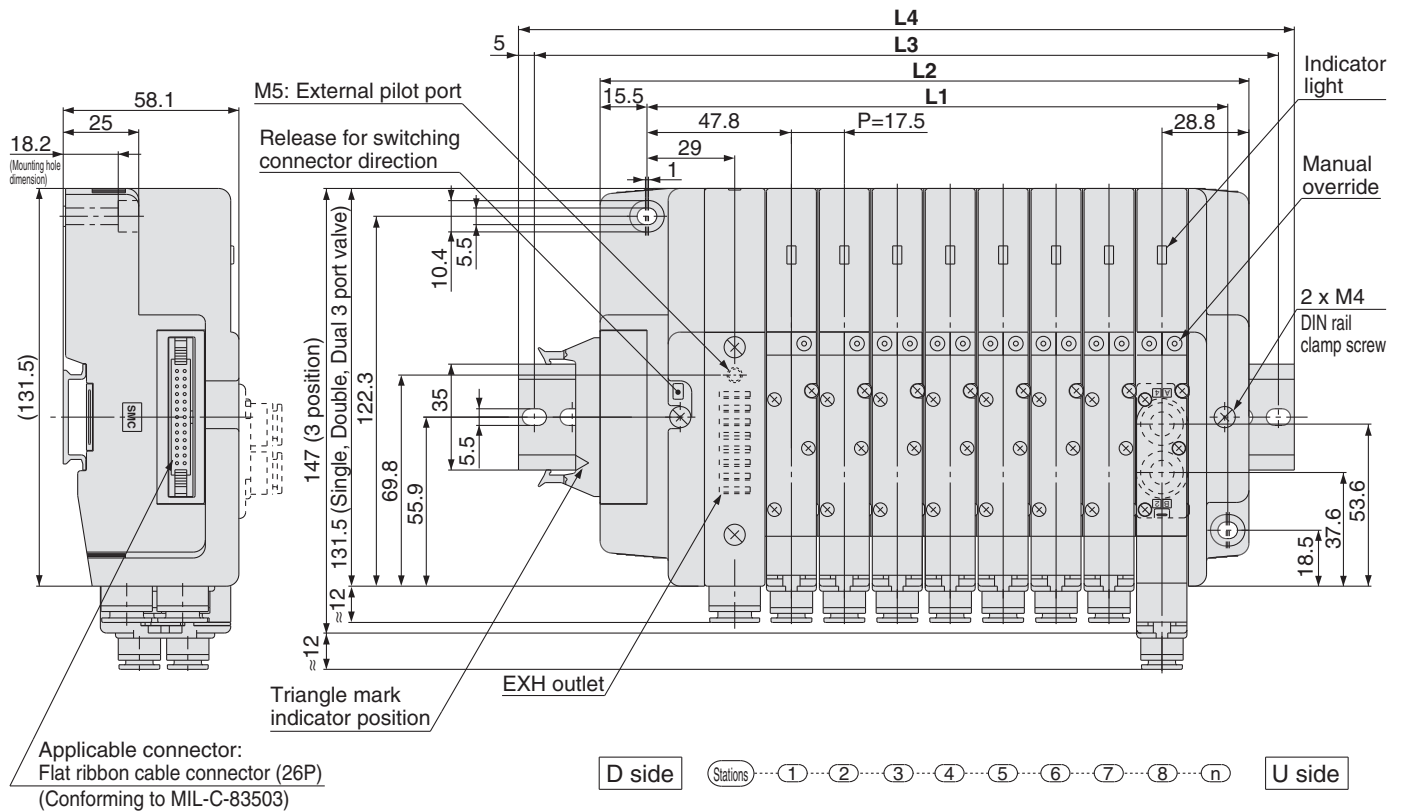 L4
5
L3
L2
15.5
L1
M5: External pilot port
Indicator
light
58.1
25
18.2
(Mounting hole
dimension)
Release for switching
connector direction
47.8
P=17.5
28.8
29
1
Manual
override
10.4
5.5
2 x M4
DIN rail
clamp screw
(131.5)
147 (3 position)
131.5 (Single, Double, Dual 3 port valve)
122.3
35
5.5
69.8
55.9
SMC
53.6
37.6
18.5
≈12
≈12
Triangle mark
indicator position
EXH outlet
Applicable connector:
Flat ribbon cable connector (26P)
(Conforming to MIL-C-83503)
D side
Stations 1 2 3 4 5 6 7 8 n
U side